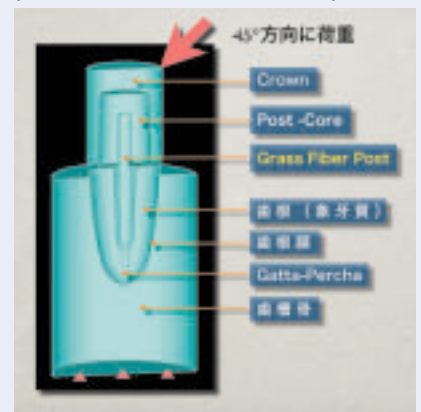 45°方向に荷重
Crown
Post -Core
Grass Fiber Post
歯根（象牙質）
歯根膜
Gatta-Percha
歯槽骨